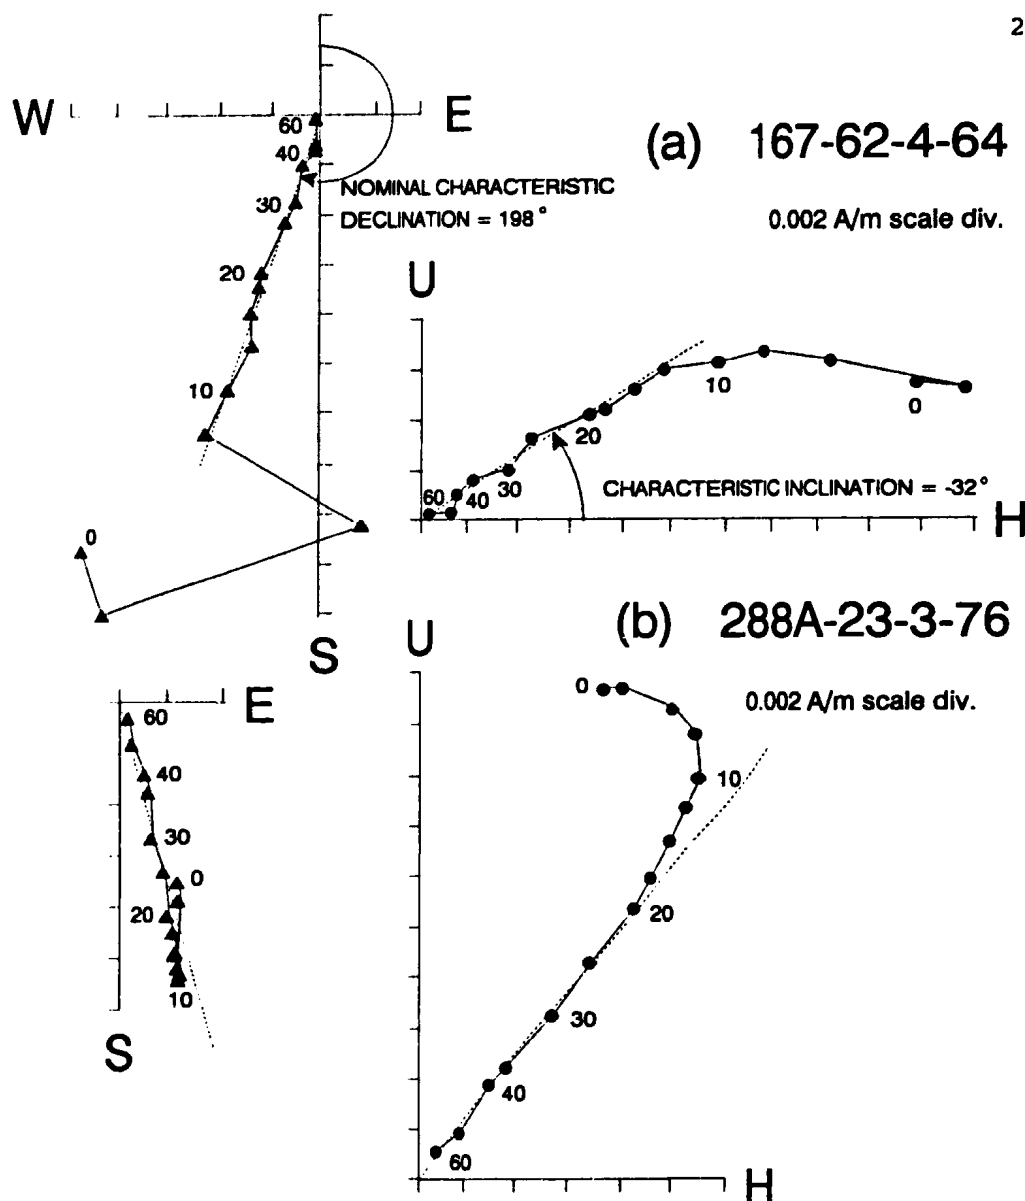 2
W
E
60
(a) 167-62-4-64
40
NOMINAL CHARACTERISTIC
DECLINATION = 198°
30
0.002 A/m scale div.
20
U
10
10
0
20
30
40
60
CHARACTERISTIC INCLINATION = -32°
H
0
S
(b) 288A-23-3-76
U
0.002 A/m scale div.
E
0
60
10
40
30
0
20
20
10
30
S
40
60
H